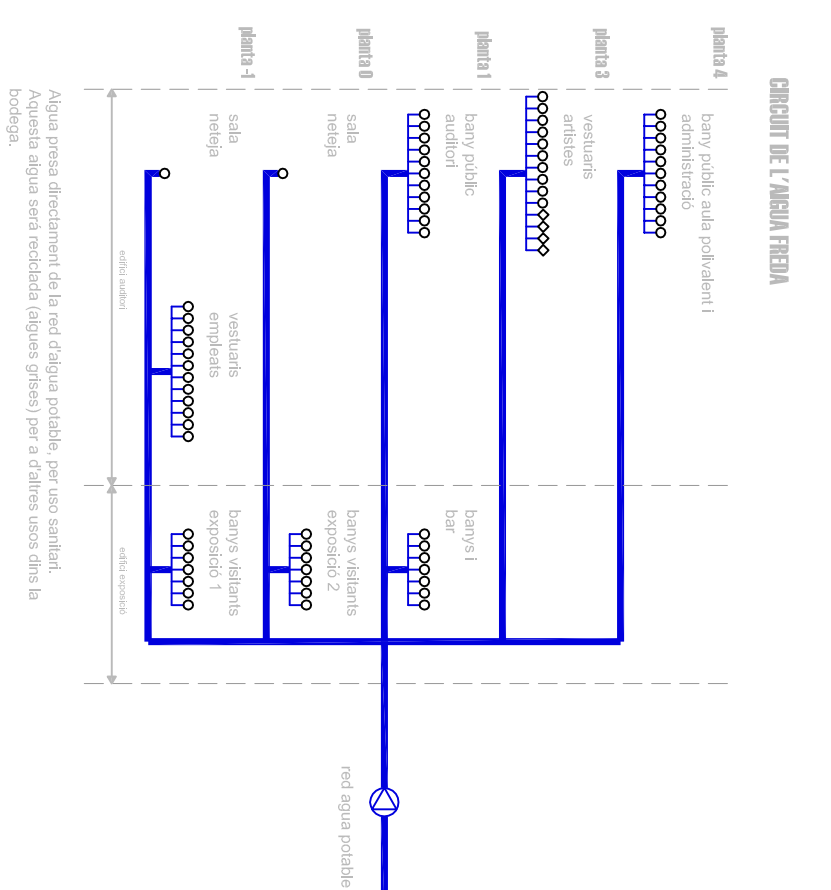 CIRCUIT DE L'AIGUA FREDA
planta 4
bany públic aula polivalent i
administració
planta 3
vestuaris
artistes
planta 1
bany públic
auditori
banys i
bar
planta 0
sala
neteja
banys visitants
exposició 2
red agua potable
planta -1
sala
neteja
vestuaris
empleats
banys visitants
exposició 1
edifici auditori
edifici exposició
Aigua presa directament de la red d'aigua potable, per uso sanitari.
Aquesta aigua será reciclada (aigues grises) per a d'altres usos dins la
bodega.